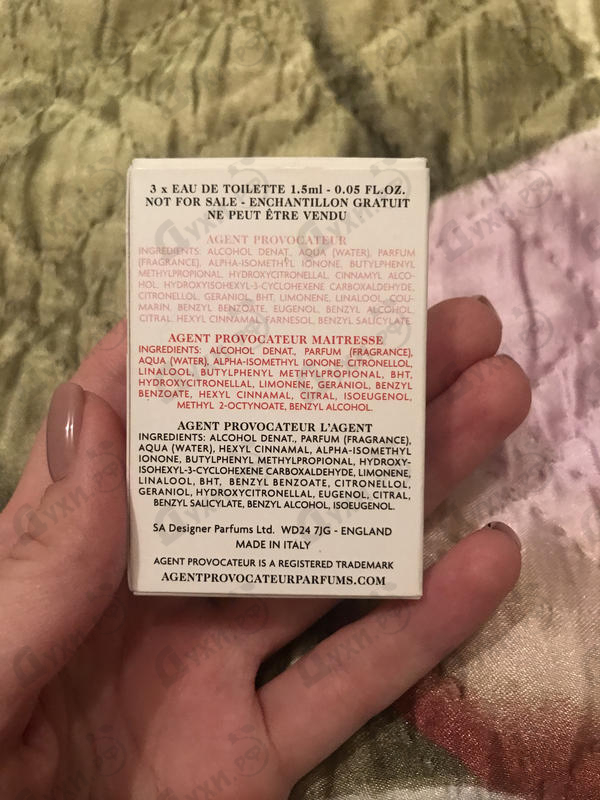 3 x EAU DE TOILETTE 1.5ml - 0.05 FL.OZ.
NOT FOR SALE - ENCHANTILLON GRATUIT
NE PEUT ÊTRE VENDU
AGENT PROVOCATEUR
INGREDIENTS: ALCOHOL DENAT., AQUA (WATER), PARFUM
(FRAGRANCE), ALPHA-ISOMETHYL IONONE, BUTYLPHENYL
METHYLPROPIONAL, HYDROXYCITRONELLAL, CINNAMYL ALCO-
HOL, HYDROXYISOHEXYL-3-CYCLOHEXENE CARBOXALDEHYDE,
CITRONELLOL, GERANIOL, BHT, LIMONENE, LINALOOL, COU-
MARIN, BENZYL BENZOATE, EUGENOL, BENZYL ALCOHOL,
CITRAL, HEXYL CINNAMAL, FARNESOL, BENZYL SALICYLATE.
AGENT PROVOCATEUR MAITRESSE
INGREDIENTS: ALCOHOL DENAT., PARFUM (FRAGRANCE),
AQUA (WATER), ALPHA-ISOMETHYL IONONE, CITRONELLOL,
LINALOOL, BUTYLPHENYL METHYLPROPIONAL, BHT,
HYDROXYCITRONELLAL, LIMONENE, GERANIOL, BENZYL
BENZOATE, HEXYL CINNAMAL, CITRAL, ISOEUGENOL,
METHYL 2-OCTYNOATE, BENZYL ALCOHOL.
AGENT PROVOCATEUR L'AGENT
INGREDIENTS: ALCOHOL DENAT., PARFUM (FRAGRANCE),
AQUA (WATER), HEXYL CINNAMAL, ALPHA-ISOMETHYL
IONONE, BUTYLPHENYL METHYLPROPIONAL, HYDROXY-
ISOHEXYL-3-CYCLOHEXENE CARBOXALDEHYDE, LIMONENE,
LINALOOL, BHT, BENZYL BENZOATE, CITRONELLOL,
GERANIOL, HYDROXYCITRONELLAL, EUGENOL, CITRAL,
BENZYL SALICYLATE, BENZYL ALCOHOL, ISOEUGENOL.
SA Designer Parfums Ltd. WD24 7JG - ENGLAND
MADE IN ITALY
AGENT PROVOCATEUR IS A REGISTERED TRADEMARK
AGENTPROVOCATEURPARFUMS.COM